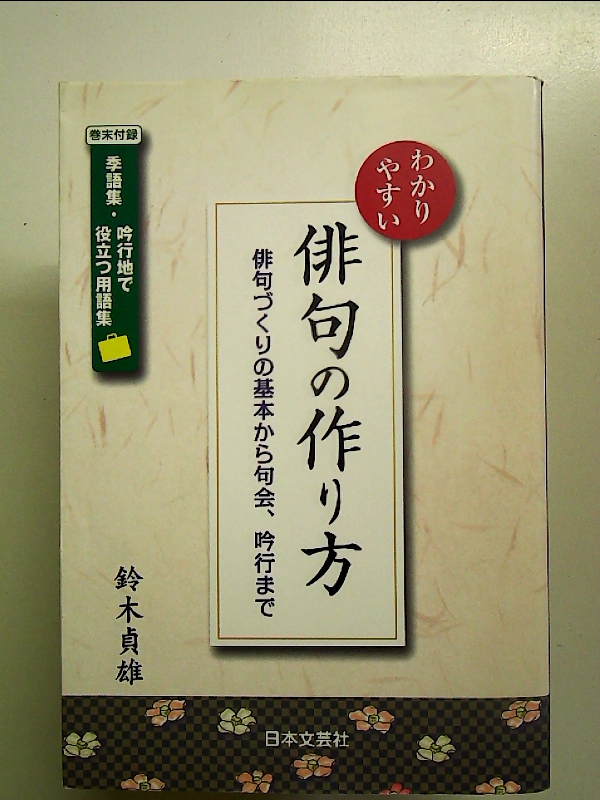 わかり
やすい
俳句の作り方
俳句づくりの基本から句会、吟行まで
巻末付録
季語集・
吟行地で
役立つ用語集
鈴木貞雄
日本文芸社